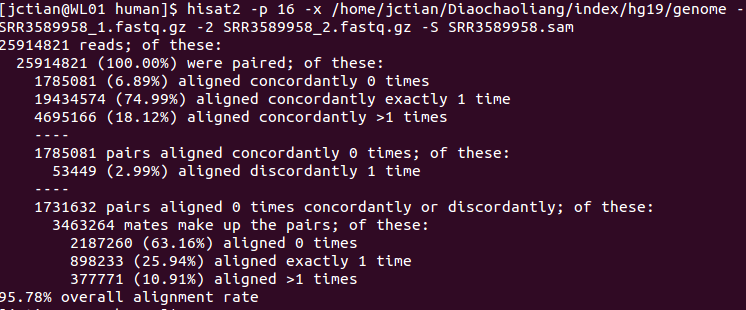 [jctian@WL01 human]$ hisat2 -p 16 -x /home/jctian/Diaochaoliang/index/hg19/genome -
SRR3589958_1.fastq.gz -2 SRR3589958_2.fastq.gz -S SRR3589958.sam
25914821 reads; of these:
25914821 (100.00%) were paired; of these:
1785081 (6.89%) aligned concordantly 0 times
19434574 (74.99%) aligned concordantly exactly 1 time
4695166 (18.12%) aligned concordantly >1 times
----
1785081 pairs aligned concordantly 0 times; of these:
53449 (2.99%) aligned discordantly 1 time
----
1731632 pairs aligned 0 times concordantly or discordantly; of these:
3463264 mates make up the pairs; of these:
2187260 (63.16%) aligned 0 times
898233 (25.94%) aligned exactly 1 time
377771 (10.91%) aligned >1 times
95.78% overall alignment rate